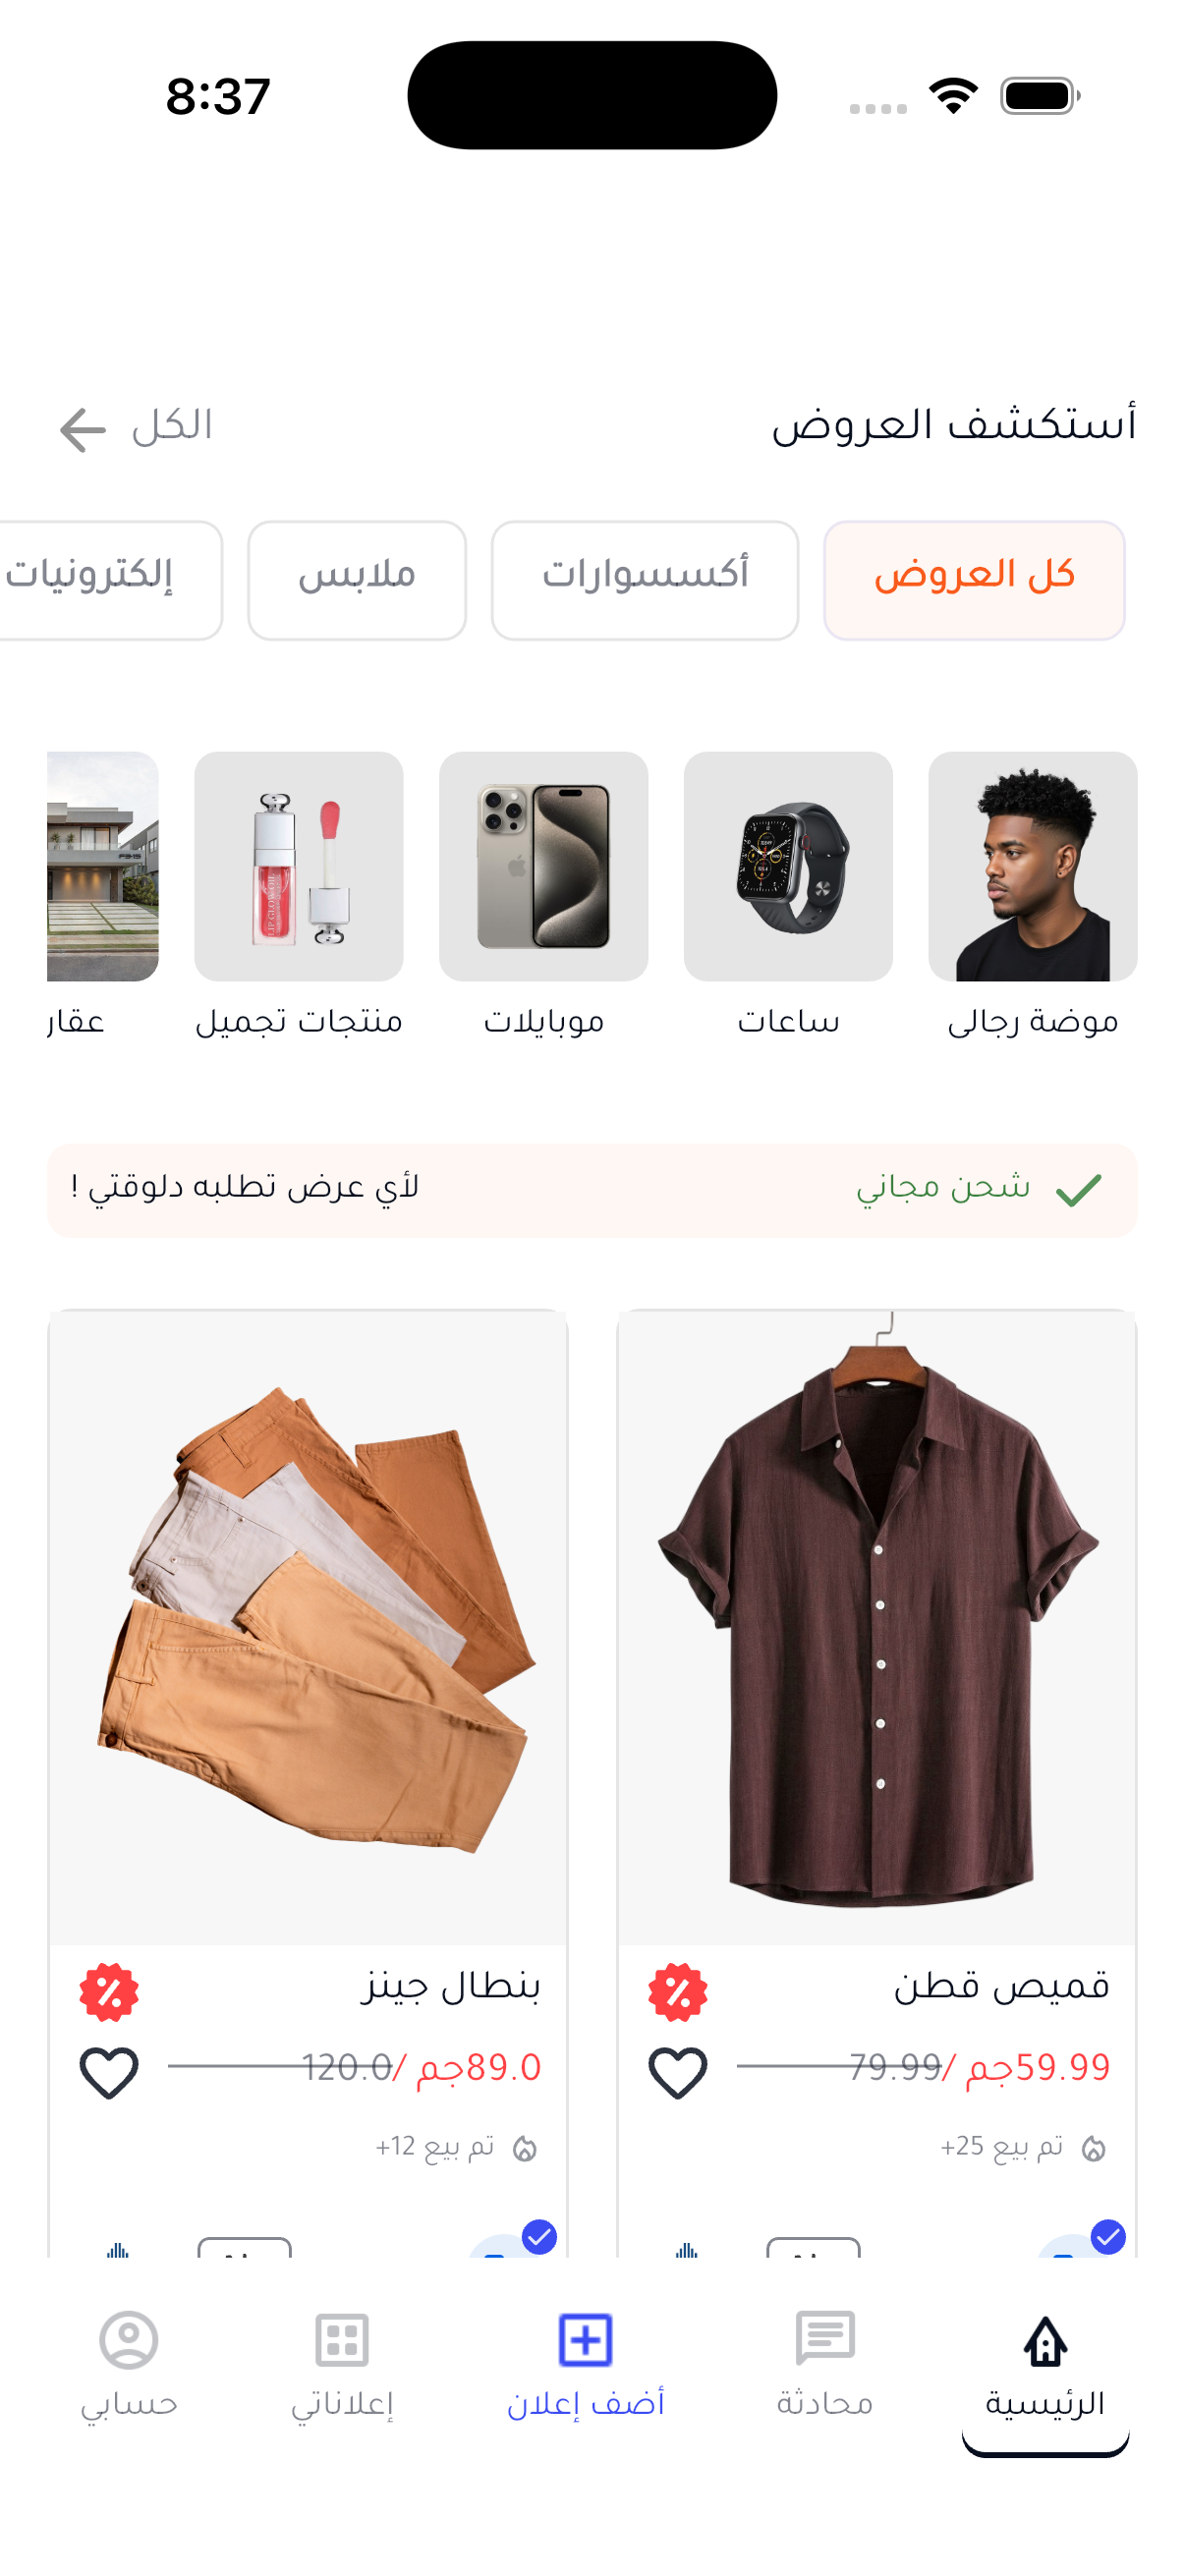 8:37
أستكشف العروض
الكل
كل العروض
أكسسوارات
ملابس
إلكترونيات
موضة رجالى
ساعات
موبايلات
منتجات تجميل
عقار
شحن مجاني
لأي عرض تطلبه دلوقتي !
قميص قطن
59.99جم /79.99
تم بيع 25+
بنطال جينز
89.0جم /120.0
تم بيع 12+
الرئيسية
محادثة
أضف إعلان
إعلاناتي
حسابي